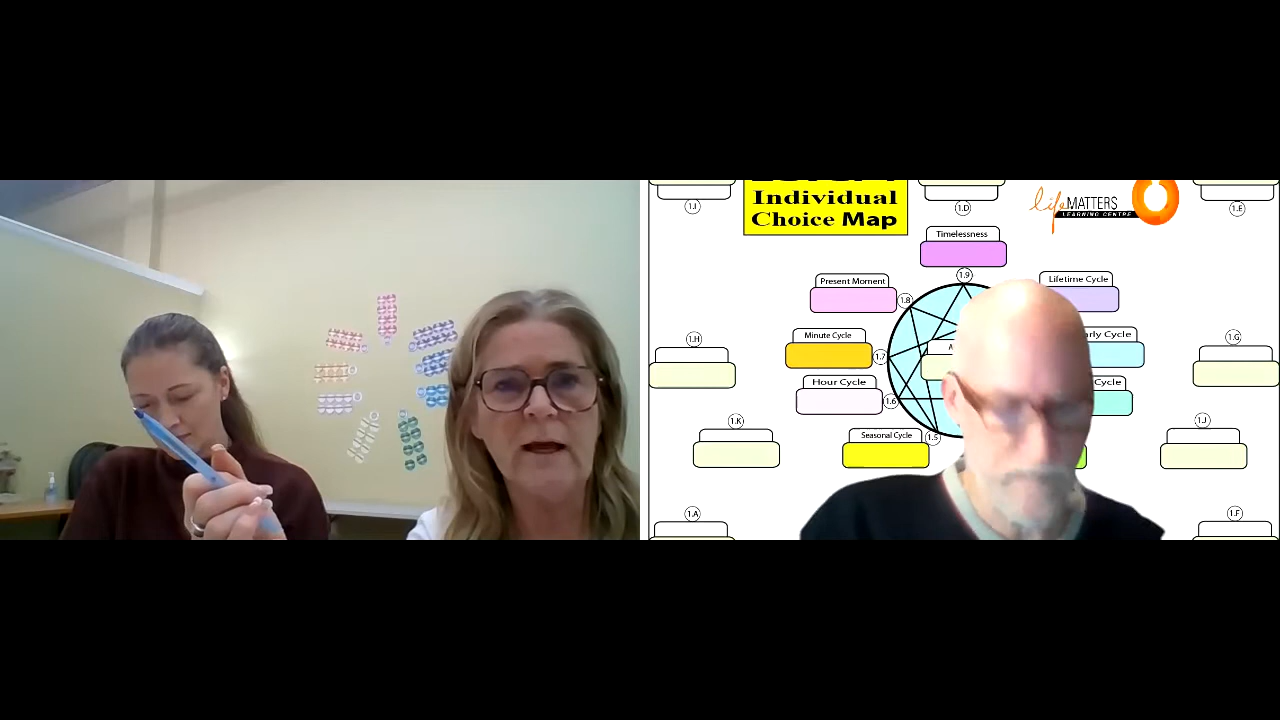 1.I
Individual
Choice Map
1.D
life MATTERS
LEARNING CENTRE
1.E
Timelessness
1.9
Present Moment
1.8
Lifetime Cycle
1.H
Minute Cycle
1.7
arly Cycle
1.G
A
Hour Cycle
1.6
Cycle
1.K
Seasonal Cycle
1.5
1.J
1.A
1.F